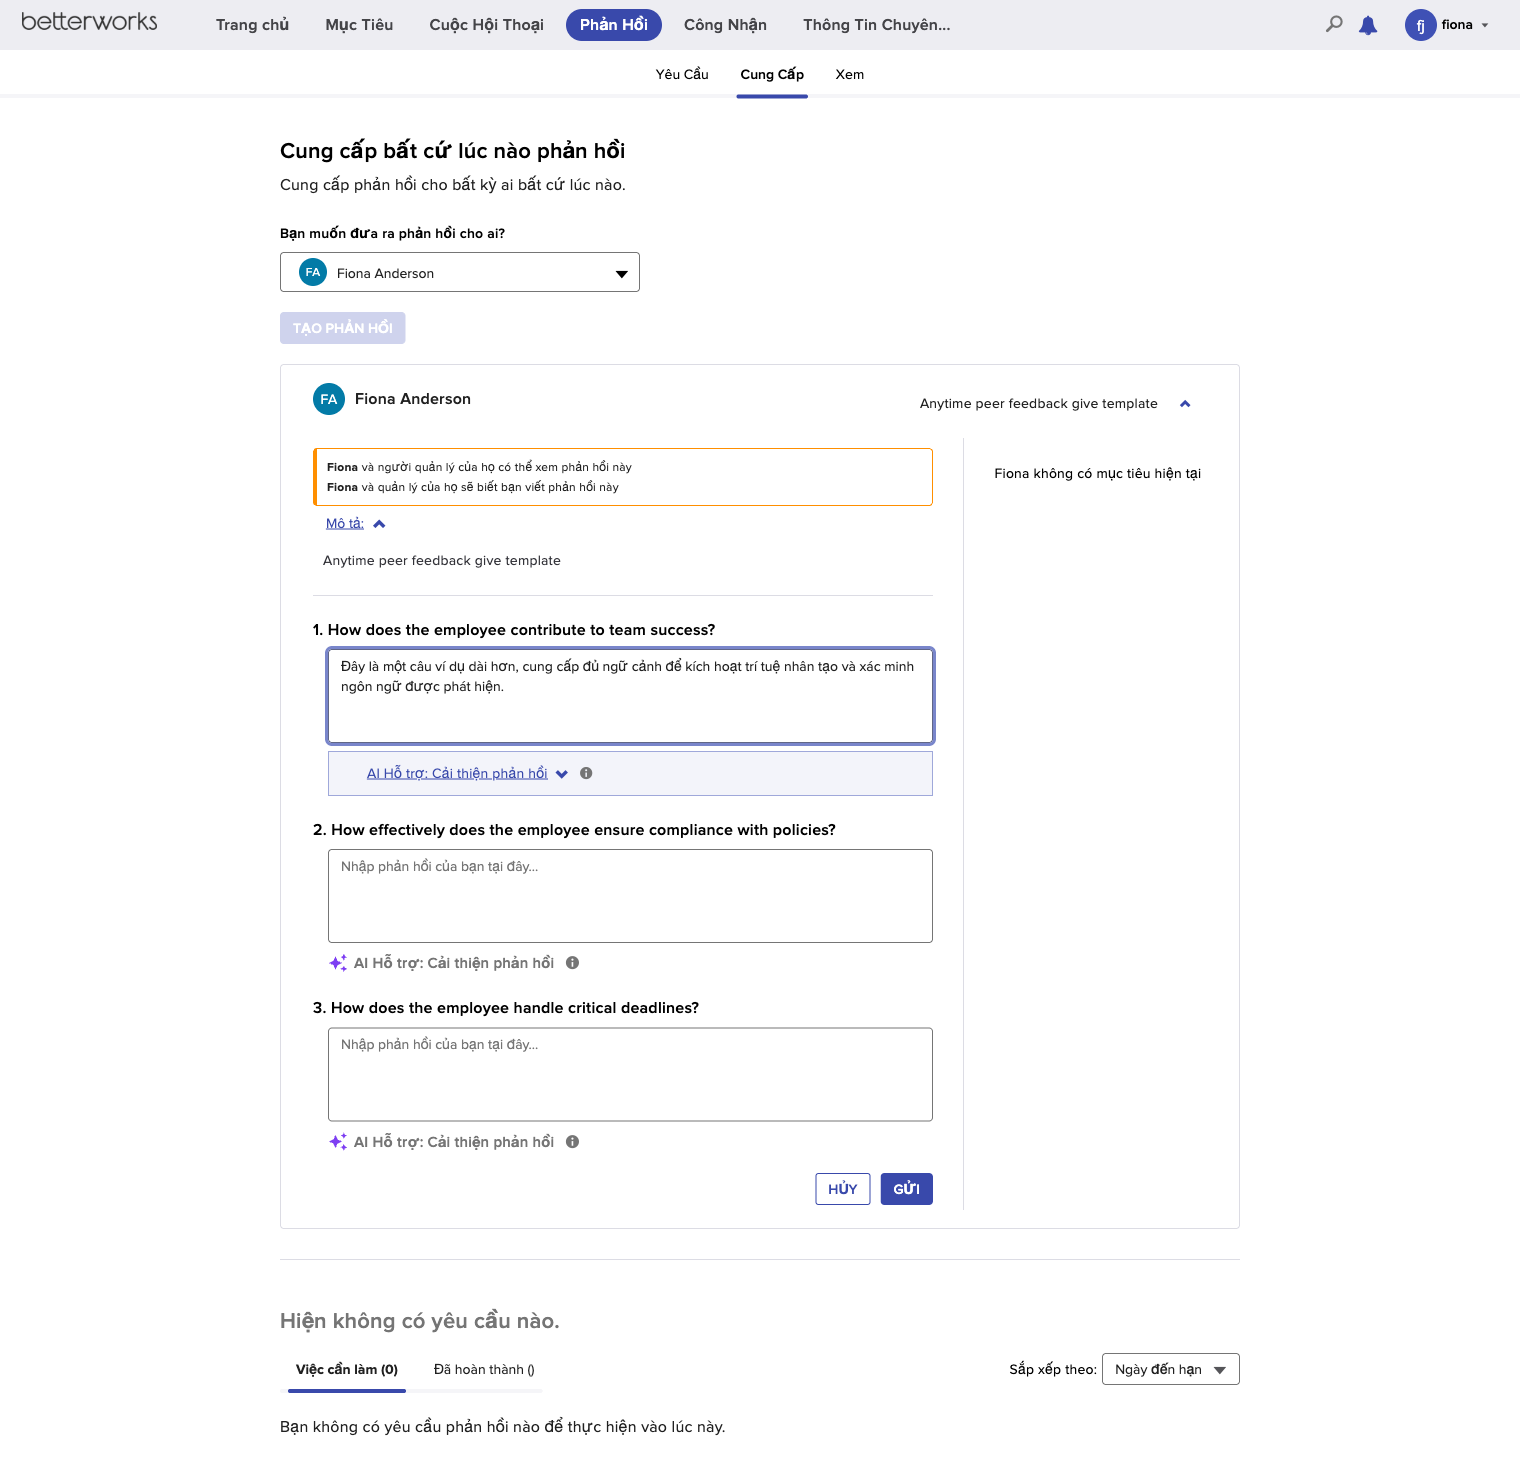 betterworks
Trang chủ
Mục Tiêu
Cuộc Hội Thoại
Phản Hồi
Công Nhận
Thông Tin Chuyên...
fj
fiona
Yêu Cầu
Cung Cấp
Xem
Cung cấp bất cứ lúc nào phản hồi
Cung cấp phản hồi cho bất kỳ ai bất cứ lúc nào.
Bạn muốn đưa ra phản hồi cho ai?
FA Fiona Anderson
TẠO PHẢN HỒI
FA Fiona Anderson
Anytime peer feedback give template
Fiona và người quản lý của họ có thể xem phản hồi này
Fiona và quản lý của họ sẽ biết bạn viết phản hồi này
Fiona không có mục tiêu hiện tại
Mô tả:
Anytime peer feedback give template
1. How does the employee contribute to team success?
Đây là một câu ví dụ dài hơn, cung cấp đủ ngữ cảnh để kích hoạt trí tuệ nhân tạo và xác minh
ngôn ngữ được phát hiện.
AI Hỗ trợ: Cải thiện phản hồi
2. How effectively does the employee ensure compliance with policies?
Nhập phản hồi của bạn tại đây...
AI Hỗ trợ: Cải thiện phản hồi
3. How does the employee handle critical deadlines?
Nhập phản hồi của bạn tại đây...
AI Hỗ trợ: Cải thiện phản hồi
HỦY
GỬI
Hiện không có yêu cầu nào.
Việc cần làm (0)
Đã hoàn thành ()
Sắp xếp theo:
Ngày đến hạn
Bạn không có yêu cầu phản hồi nào để thực hiện vào lúc này.